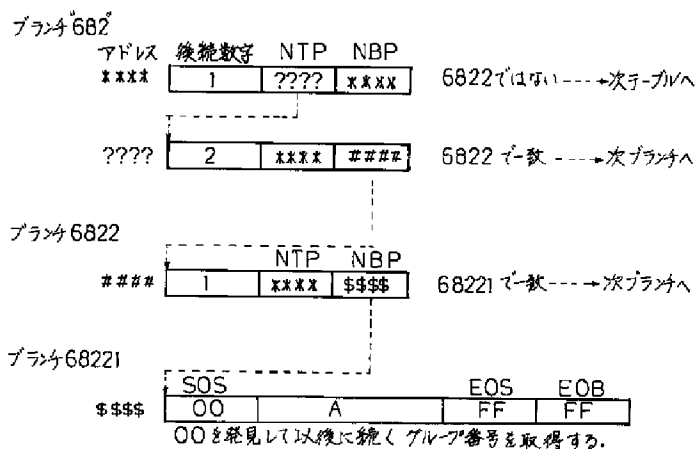 ブランチ"682"
アドレス 後続数字 NTP NBP
**** 1 ???? **** 6822ではない----→次テーブルへ
???? 2 **** #### 6822で一致----→次ブランチへ
ブランチ6822
NTP NBP
#### 1 **** $$$$ 68221で一致----→次ブランチへ
ブランチ68221
SOS EOS EOB
$$$$ 00 A FF FF
00を発見して以後に続くグループ番号を取得する.